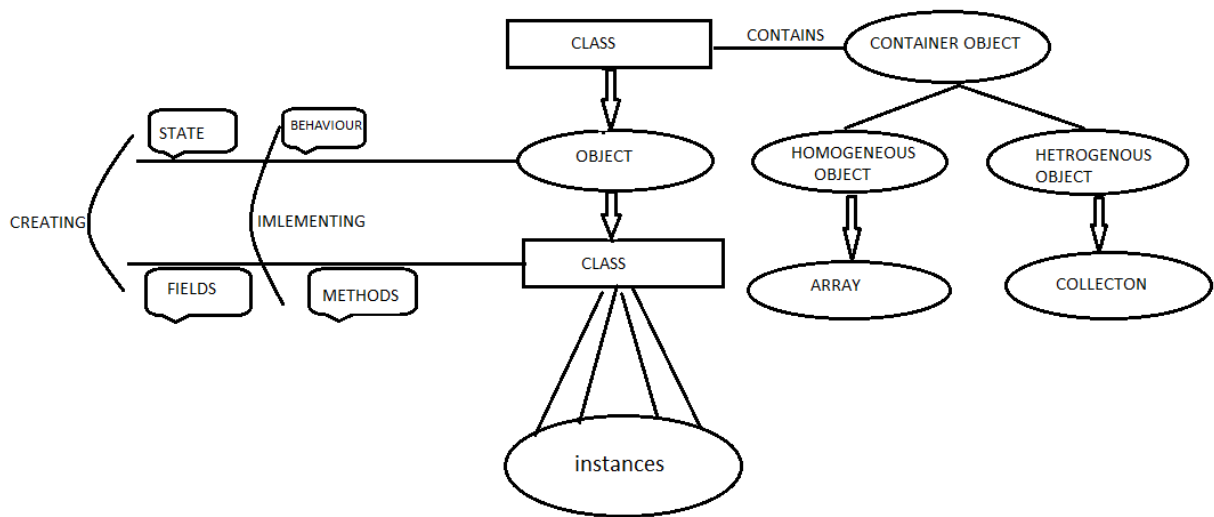 CLASS
CONTAINS
CONTAINER OBJECT
STATE
BEHAVIOUR
OBJECT
HOMOGENEOUS
OBJECT
HETROGENOUS
OBJECT
CREATING
IMLEMENTING
CLASS
FIELDS
METHODS
ARRAY
COLLECTON
instances